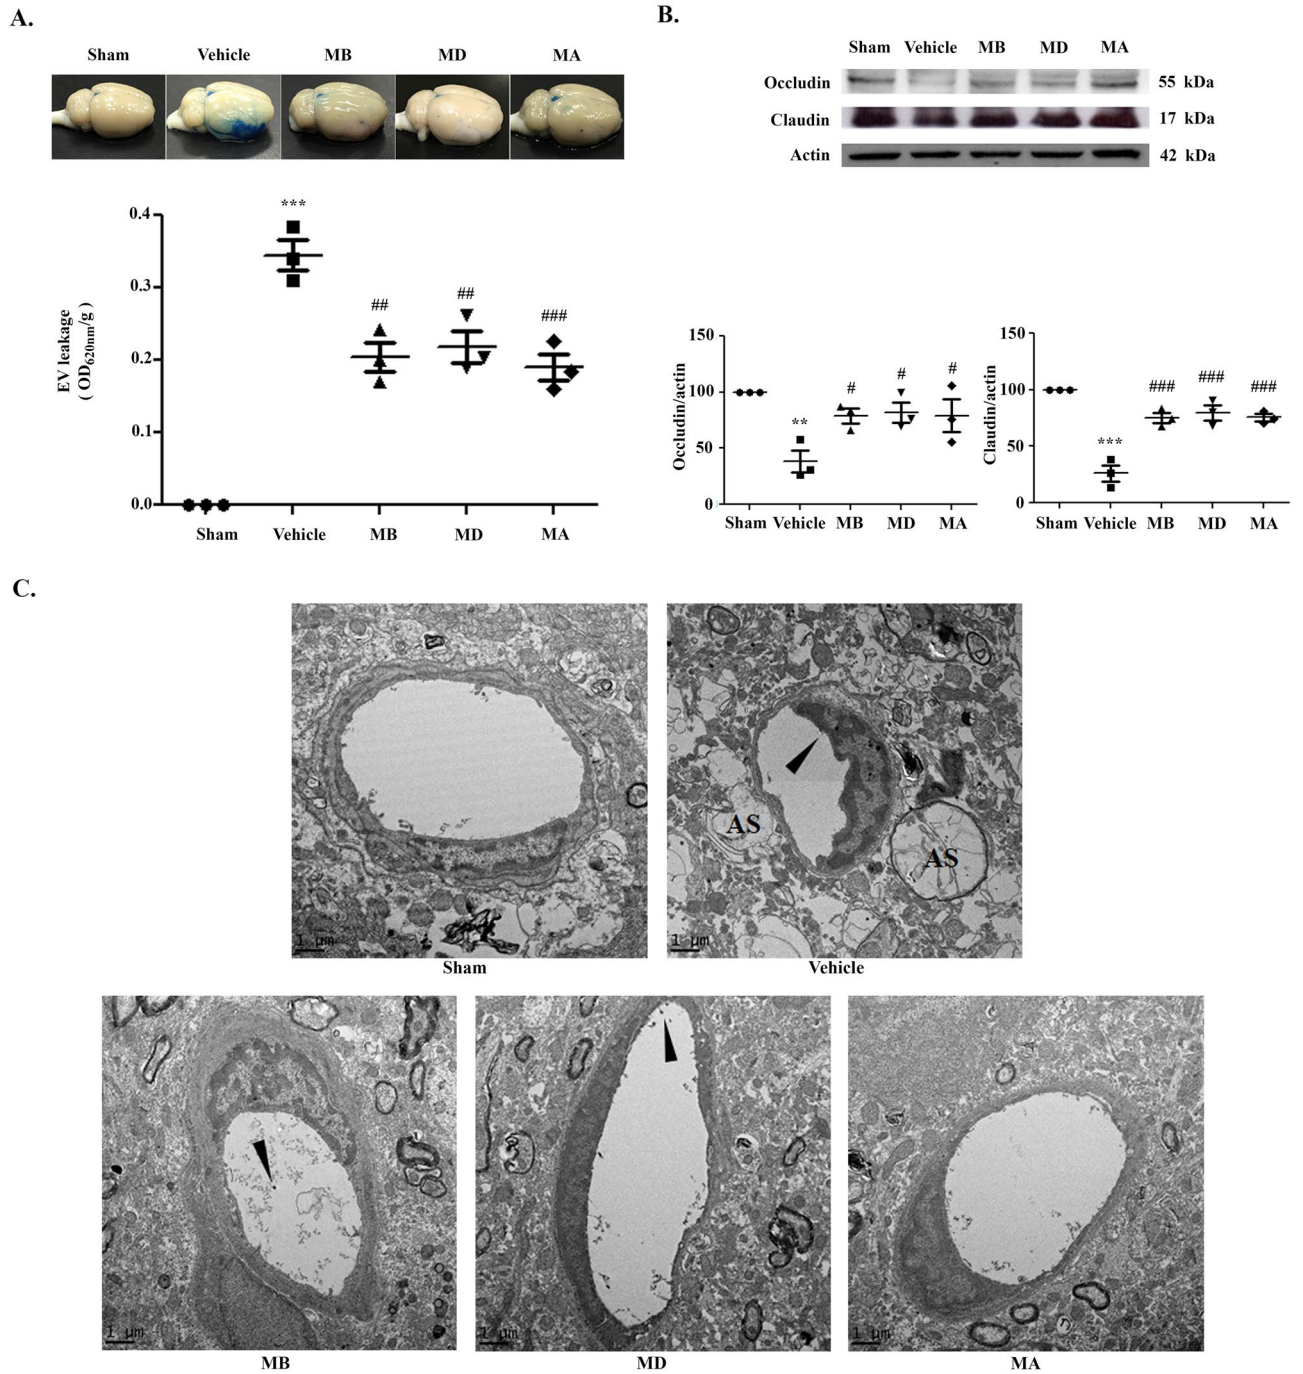 A.
Sham Vehicle MB MD MA
EV leakage
( OD620nm/g )
0.4
0.3
0.2
0.1
0.0
***
##
##
###
Sham Vehicle MB MD MA
B.
Sham Vehicle MB MD MA
Occludin 55 kDa
Claudin 17 kDa
Actin 42 kDa
Occludin/actin
150
100
50
0
**
#
#
#
Sham Vehicle MB MD MA
Claudin/actin
150
100
50
0
***
###
###
###
Sham Vehicle MB MD MA
C.
1 µm
Sham
AS
AS
1 µm
Vehicle
1 µm
MB
1 µm
MD
1 µm
MA